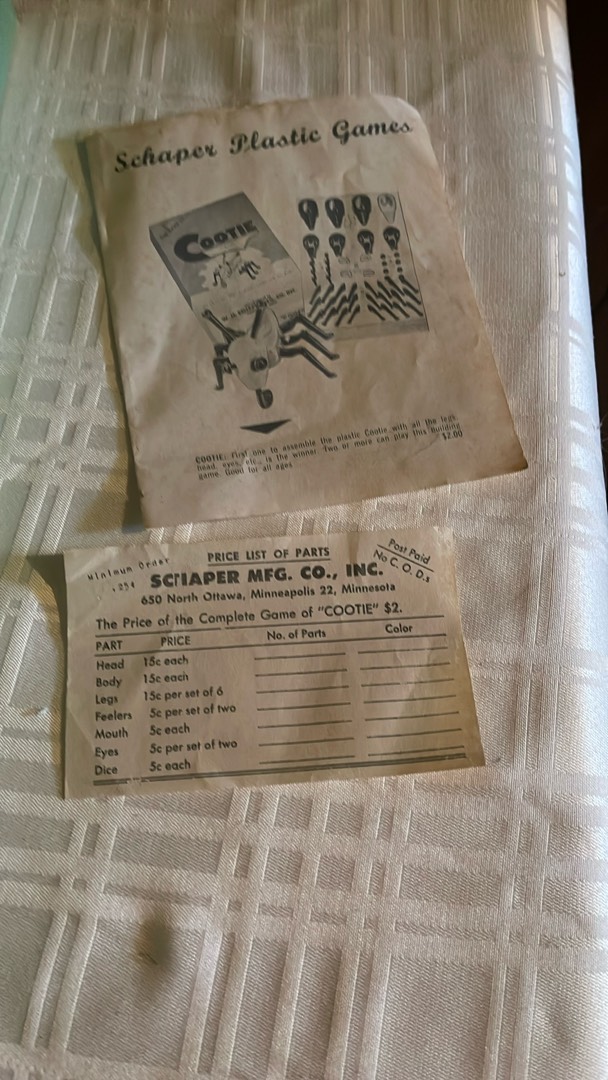 Schaper Plastic Games
COOTIE
COOTIE: First one to assemble the plastic Cootie with all the legs,
head, eyes, etc., is the winner. Two or more can play this building
game. Good for all ages
$2.00
Minimum Order
.25¢
PRICE LIST OF PARTS
Post Paid
No C.O.D.s
SCHAPER MFG. CO., INC.
650 North Ottawa, Minneapolis 22, Minnesota
The Price of the Complete Game of "COOTIE" $2.
PART PRICE No. of Parts Color
Head 15c each
Body 15c each
Legs 15c per set of 6
Feelers 5c per set of two
Mouth 5c each
Eyes 5c per set of two
Dice 5c each